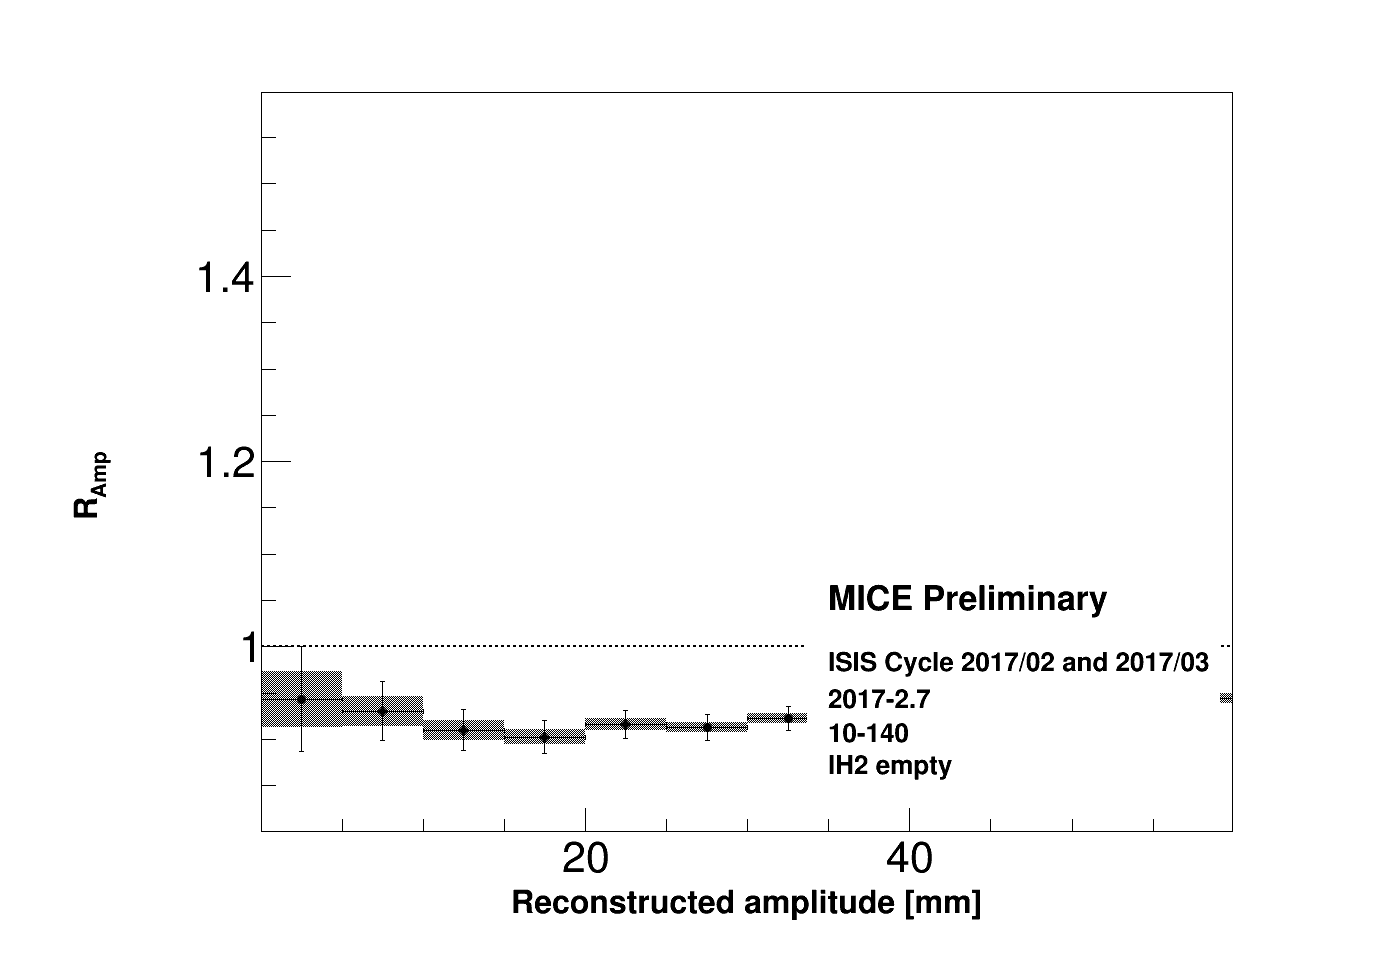 1.4
1.2
1
R_Amp
MICE Preliminary
ISIS Cycle 2017/02 and 2017/03
2017-2.7
10-140
IH2 empty
20 40
Reconstructed amplitude [mm]